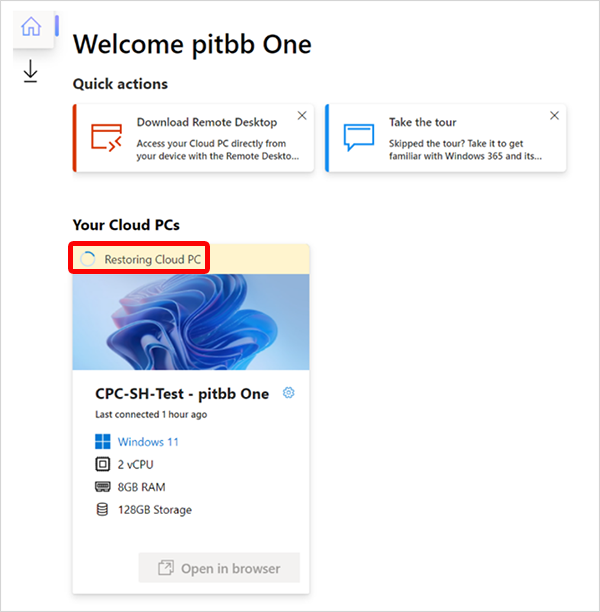 Welcome pitbb One
Quick actions
Download Remote Desktop
Access your Cloud PC directly from
your device with the Remote Deskto...
Take the tour
Skipped the tour? Take it to get
familiar with Windows 365 and its...
Your Cloud PCs
Restoring Cloud PC
CPC-SH-Test - pitbb One
Last connected 1 hour ago
Windows 11
2 vCPU
8GB RAM
128GB Storage
Open in browser